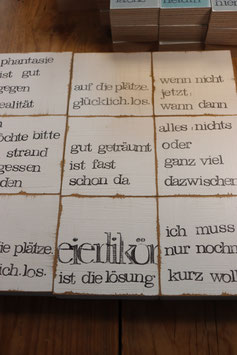 phantasie
ist gut
gegen
realität
auf die plätze.
glücklich.los.
wenn nicht
jetzt,
wann dann
öchte bitte
strand
gessen
den
gut geträumt
ist fast
schon da
alles, nichts
oder
ganz viel
dazwischen
ie plätze.
ich.los.
eierlikör
ist die lösung
ich muss
nur nochm
kurz wol